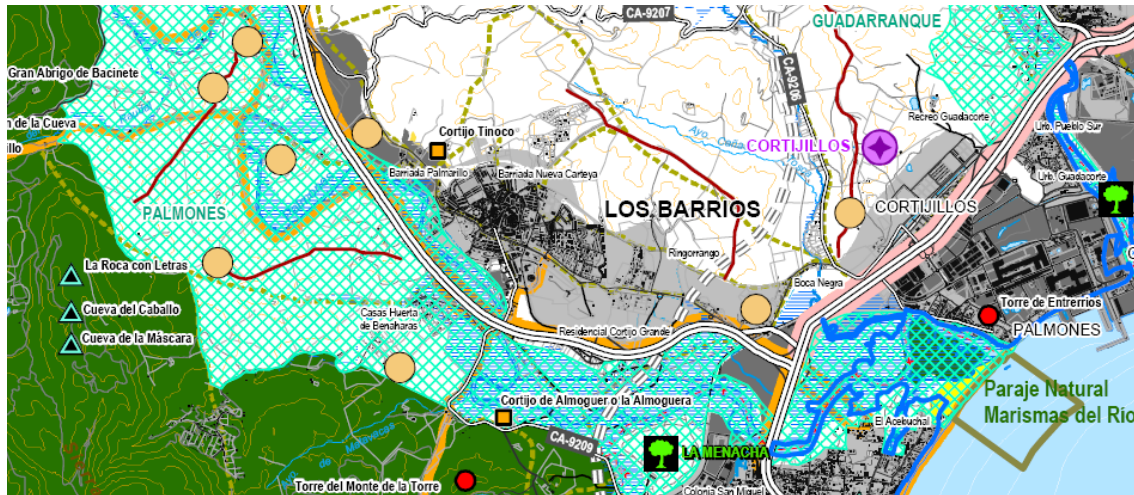 CA-9207
GUADARRANQUE
Gran Abrigo de Bacinete
CA-9206
Recreo Guadacorte
Urb. Pueblo Sur
n de la Cueva
Cortijo Tinoco
CORTIJILLOS
illo
Barriada Palmarillo
Barriada Nueva Carteya
Urb. Guadacorte
PALMONES
LOS BARRIOS
CORTIJILLOS
La Roca con Letras
Ringorrango
Boca Negra
Cueva del Caballo
Casas Huerta
de Benaharas
Torre de Entrerrios
Cueva de la Máscara
Residencial Cortijo Grande
PALMONES
Paraje Natural
Marismas del Río
Cortijo de Almoguer o la Almoguera
El Acebuchal
CA-9209
LA MENACHA
Torre del Monte de la Torre
Colonia San Miguel